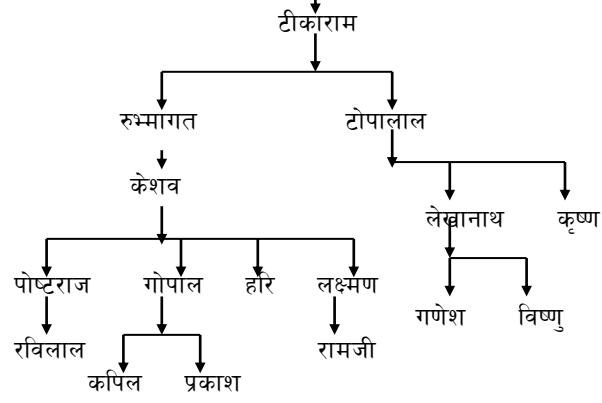 टीकाराम
रुभ्मागत टोपालाल
केशव
लेखानाथ कृष्ण
पोष्टराज गोपाल हरि लक्ष्मण
गणेश विष्णु
रविलाल रामजी
कपिल प्रकाश